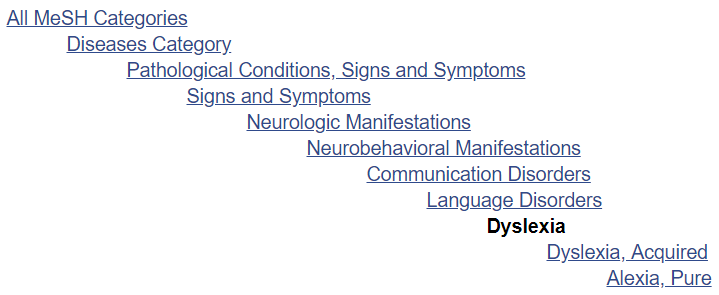 All MeSH Categories
Diseases Category
Pathological Conditions, Signs and Symptoms
Signs and Symptoms
Neurologic Manifestations
Neurobehavioral Manifestations
Communication Disorders
Language Disorders
Dyslexia
Dyslexia, Acquired
Alexia, Pure